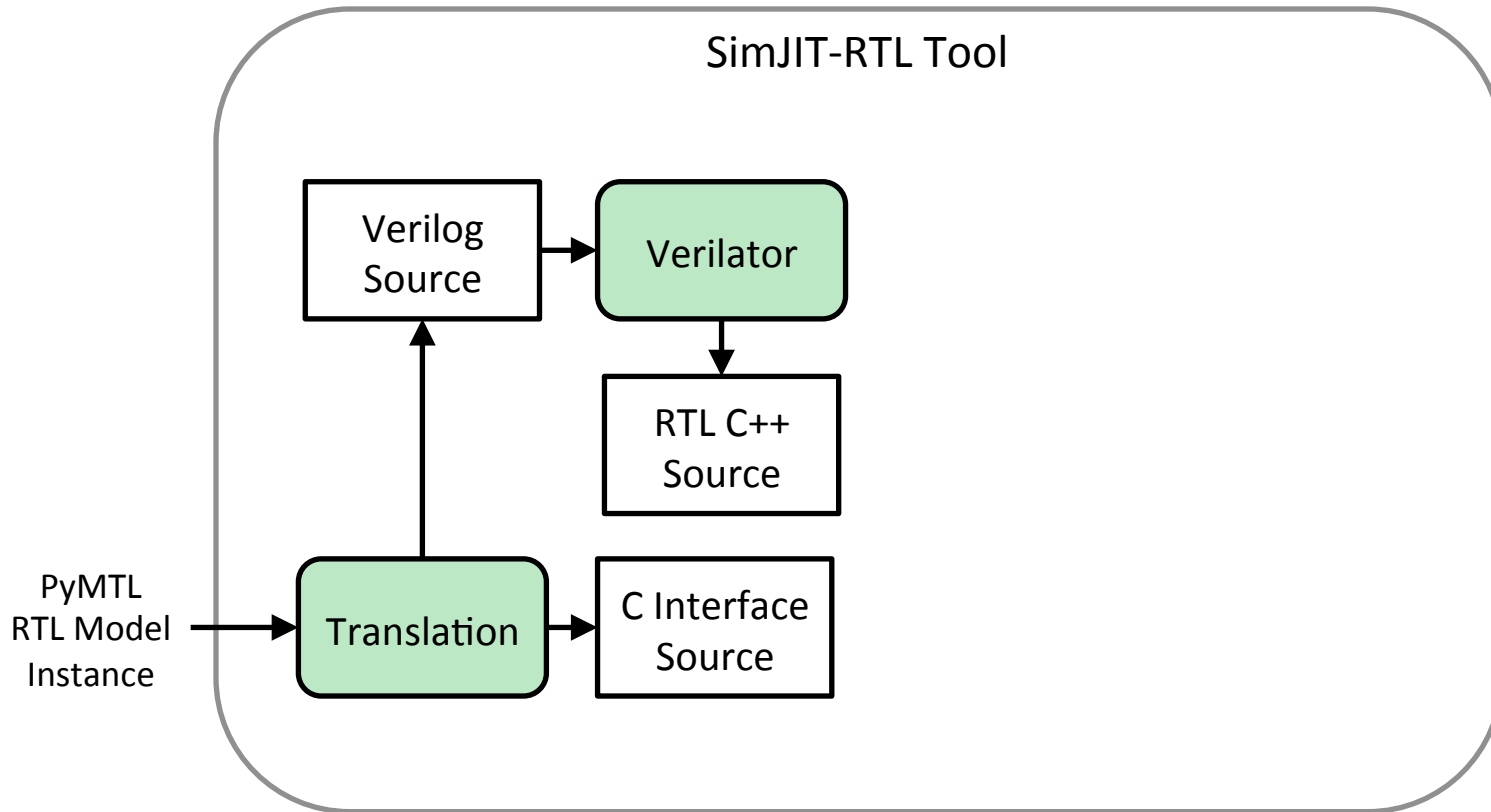 SimJIT-RTL Tool
Verilog
Source
Verilator
RTL C++
Source
PyMTL
RTL Model
Instance
Translation
C Interface
Source